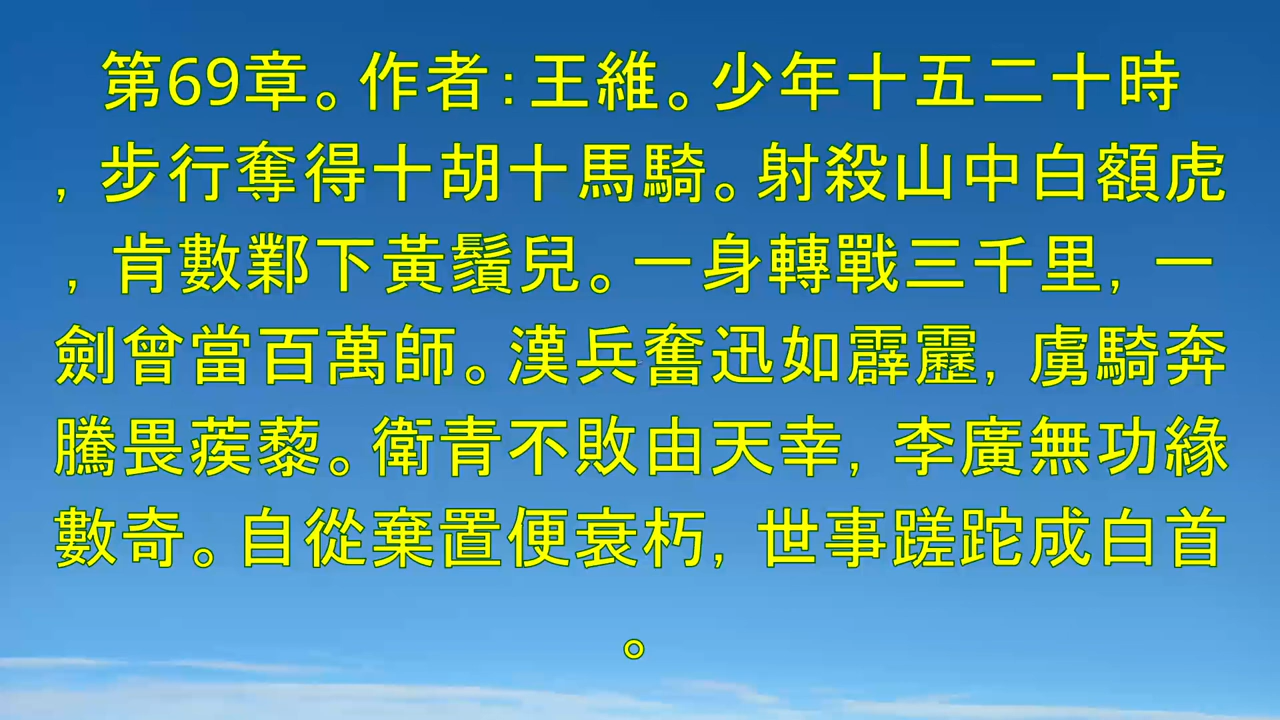 第69章。作者：王維。少年十五二十時
，步行奪得十胡十馬騎。射殺山中白額虎
，肯數鄴下黃鬚兒。一身轉戰三千里，一
劍曾當百萬師。漢兵奮迅如霹靂，虜騎奔
騰畏蒺藜。衛青不敗由天幸，李廣無功緣
數奇。自從棄置便衰朽，世事蹉跎成白首
。